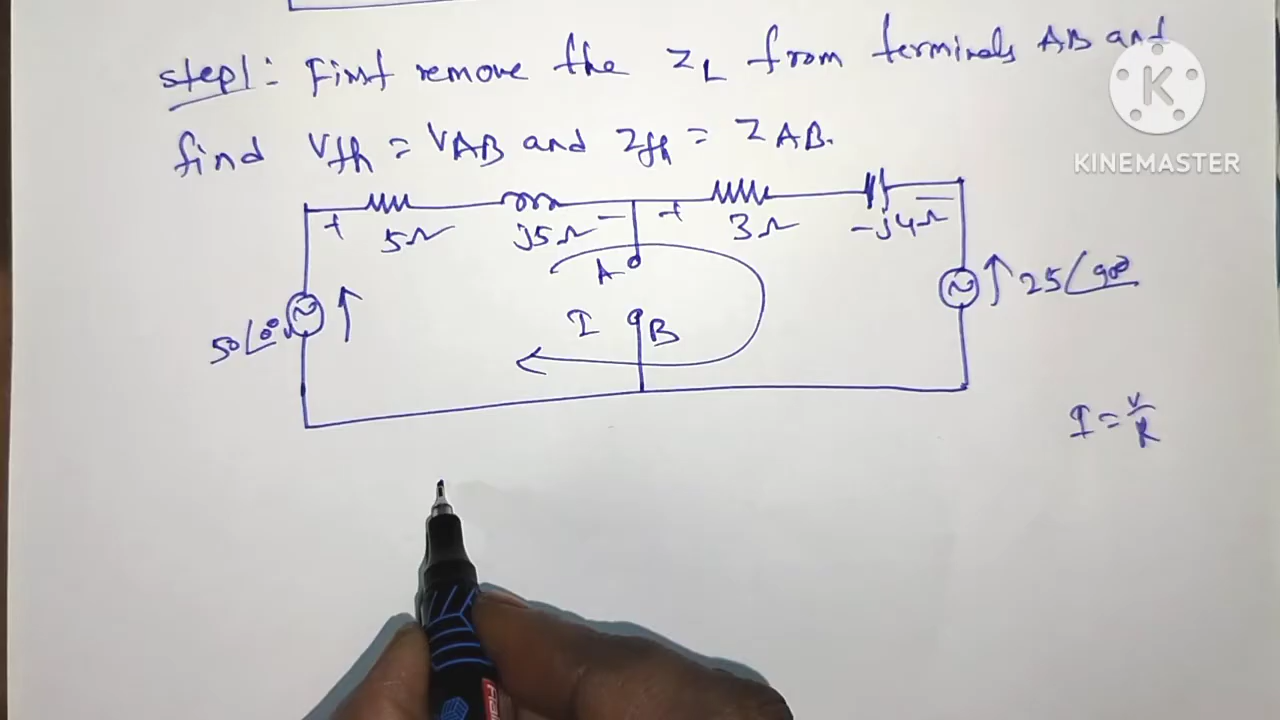 step1: First remove the ZL from terminals AB and
find Vth = VAB and Zth = ZAB.
+ 5Ω j5Ω - + 3Ω -j4Ω -
A
50∠0° V
I
B
25∠90°
I = V/R
K
KINEMASTER